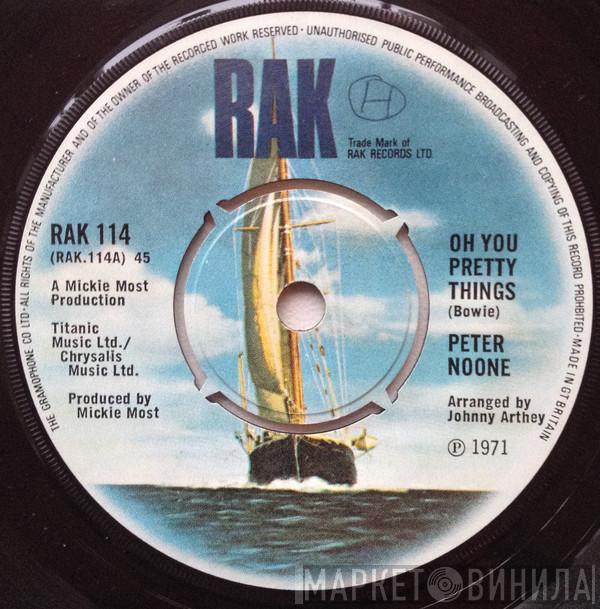 THE GRAMOPHONE CO LTD · ALL RIGHTS OF THE MANUFACTURER AND OF THE OWNER OF THE RECORDED WORK RESERVED · UNAUTHORISED PUBLIC PERFORMANCE BROADCASTING AND COPYING OF THIS RECORD PROHIBITED · MADE IN GT BRITAIN
RAK
H
Trade Mark of
RAK RECORDS LTD
RAK 114
(RAK.114A) 45
A Mickie Most
Production
Titanic
Music Ltd./
Chrysalis
Music Ltd.
Produced by
Mickie Most
OH YOU
PRETTY
THINGS
(Bowie)
PETER
NOONE
Arranged by
Johnny Arthey
Ⓟ 1971
МАРКЕТ ВИНИЛА